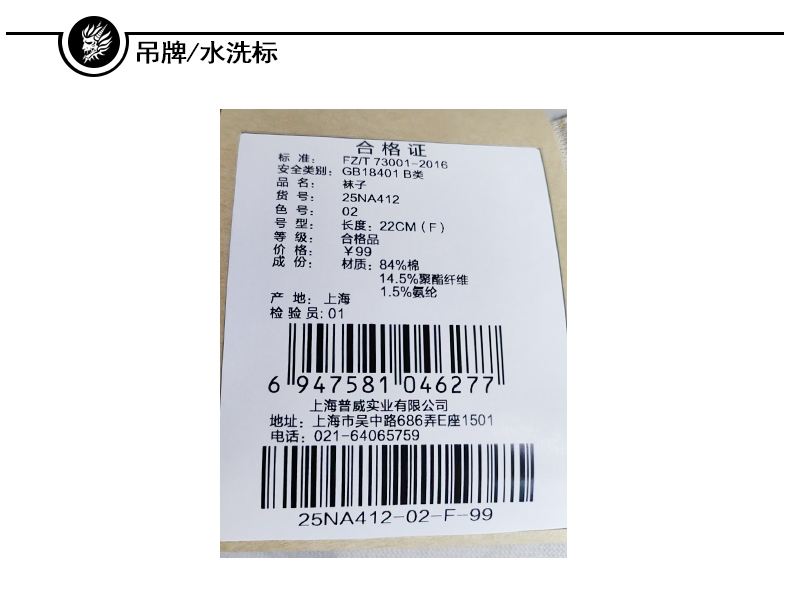 吊牌/水洗标
合格证
标 准: FZ/T 73001-2016
安全类别: GB18401 B类
品 名: 袜子
货 号: 25NA412
色 号: 02
号 型: 长度: 22CM(F)
等 级: 合格品
价 格: ￥99
成 份: 材质: 84%棉
14.5%聚酯纤维
1.5%氨纶
产 地: 上海
检 验 员: 01
6 947581 046277
上海普威实业有限公司
地址: 上海市吴中路686弄E座1501
电话: 021-64065759
25NA412-02-F-99